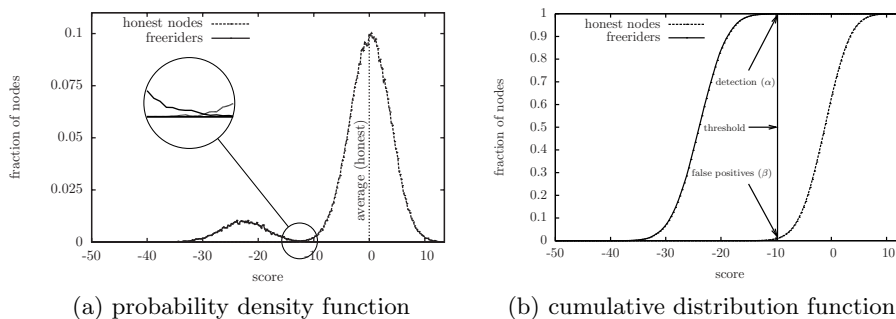 honest nodes
freeriders
0.1
0.075
0.05
0.025
0
fraction of nodes
average (honest)
-50 -40 -30 -20 -10 0 10
score
(a) probability density function
honest nodes
freeriders
1
0.9
0.8
0.7
0.6
0.5
0.4
0.3
0.2
0.1
0
fraction of nodes
detection (α)
threshold
false positives (β)
-50 -40 -30 -20 -10 0 10
score
(b) cumulative distribution function